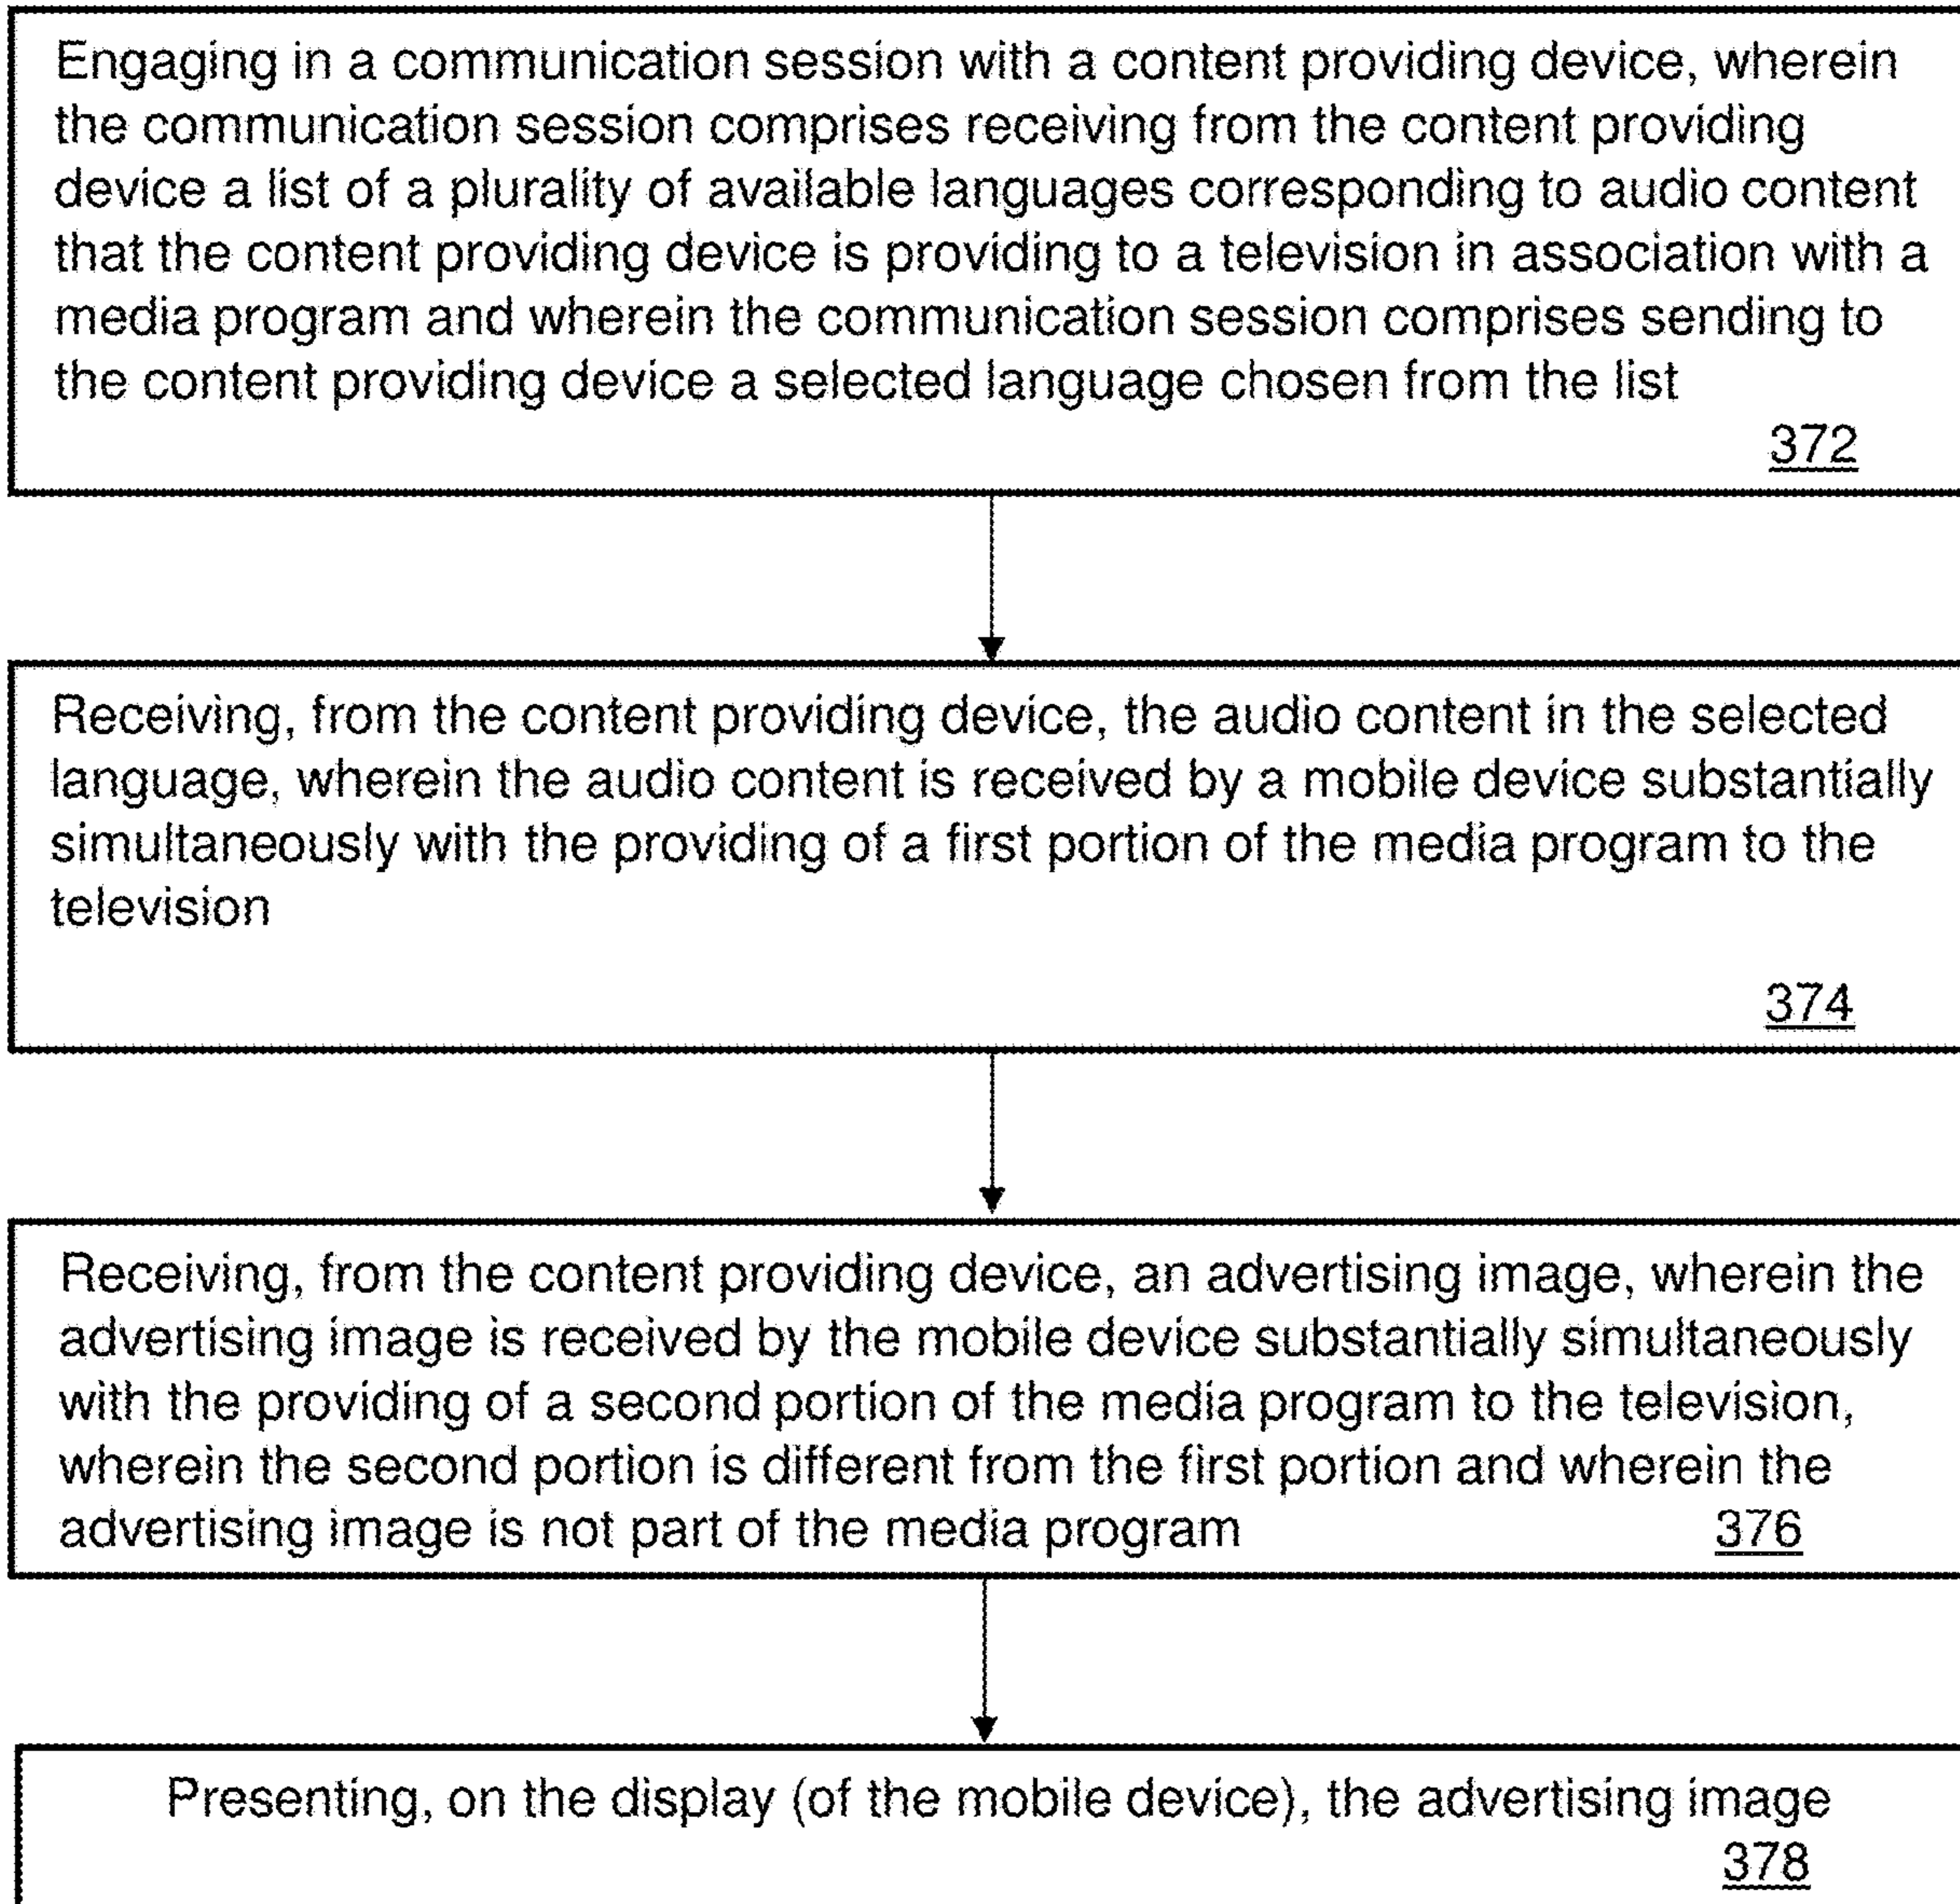 Engaging in a communication session with a content providing device, wherein
the communication session comprises receiving from the content providing
device a list of a plurality of available languages corresponding to audio content
that the content providing device is providing to a television in association with a
media program and wherein the communication session comprises sending to
the content providing device a selected language chosen from the list
372
Receiving, from the content providing device, the audio content in the selected
language, wherein the audio content is received by a mobile device substantially
simultaneously with the providing of a first portion of the media program to the
television
374
Receiving, from the content providing device, an advertising image, wherein the
advertising image is received by the mobile device substantially simultaneously
with the providing of a second portion of the media program to the television,
wherein the second portion is different from the first portion and wherein the
advertising image is not part of the media program 376
Presenting, on the display (of the mobile device), the advertising image
378